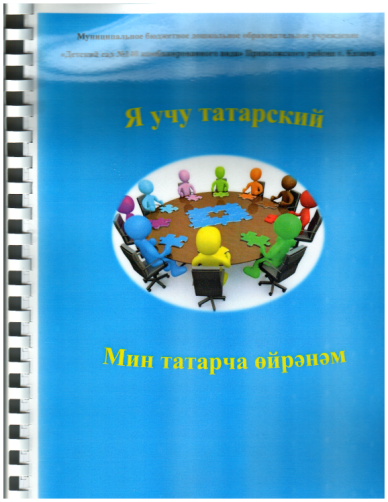 Муниципальное бюджетное дошкольное образовательное учреждение
«Детский сад комбинированного вида» Приволжского района г. Казани
Я учу татарский
Мин татарча өйрәнәм